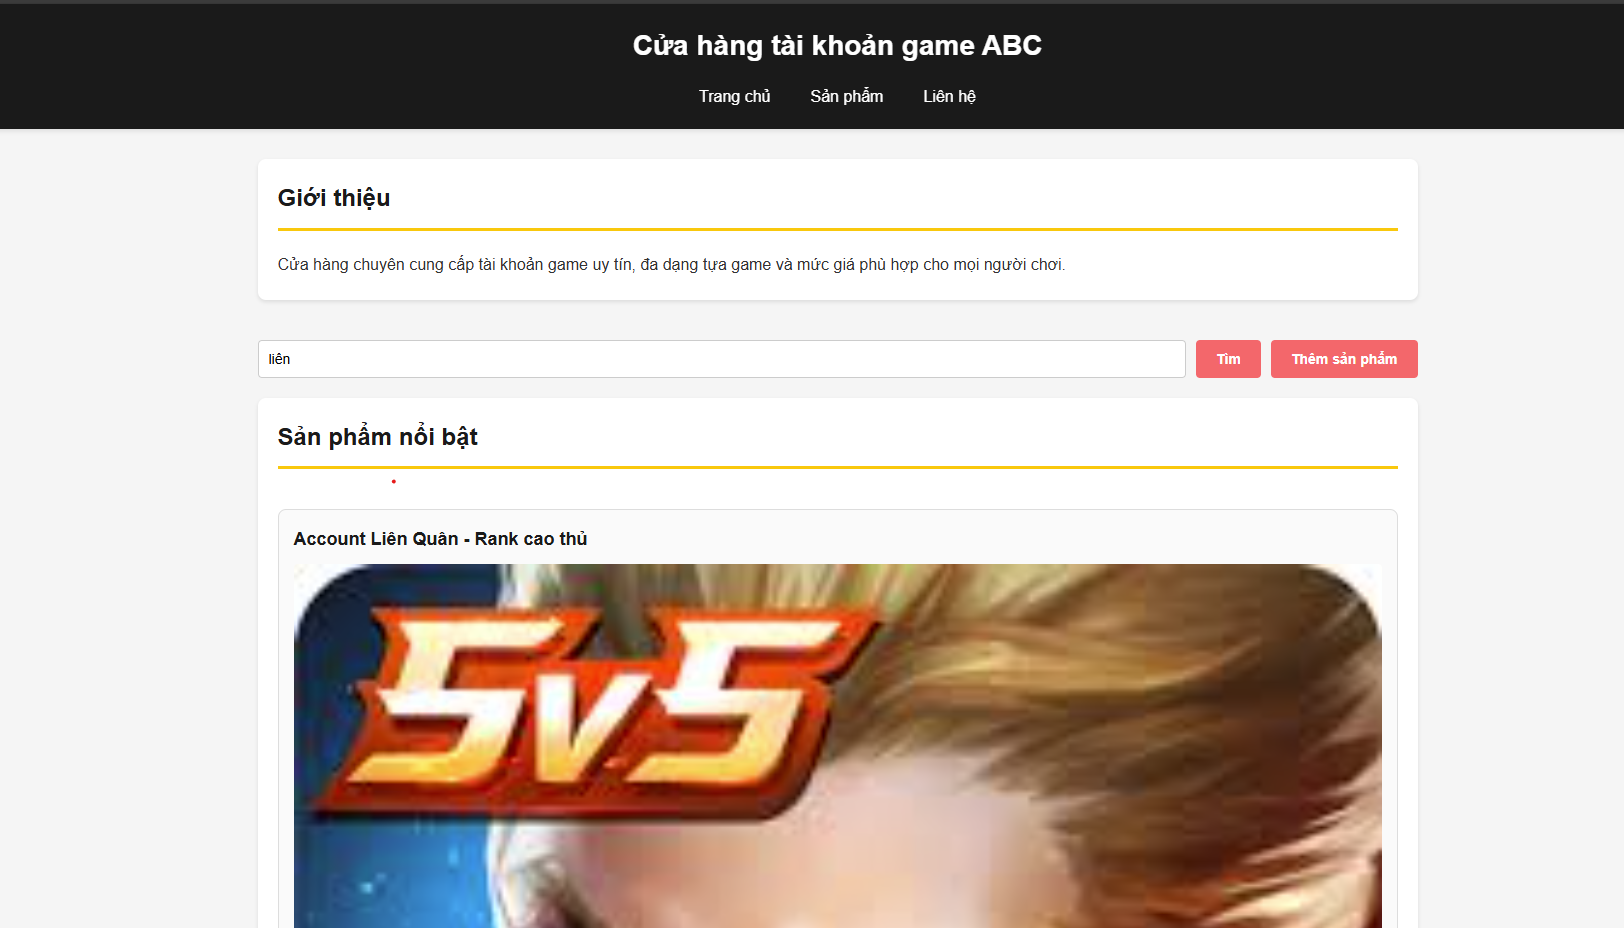 Cửa hàng tài khoản game ABC
Trang chủ Sản phẩm Liên hệ
Giới thiệu
Cửa hàng chuyên cung cấp tài khoản game uy tín, đa dạng tựa game và mức giá phù hợp cho mọi người chơi.
liên Tìm Thêm sản phẩm
Sản phẩm nổi bật
Account Liên Quân - Rank cao thủ
5v5